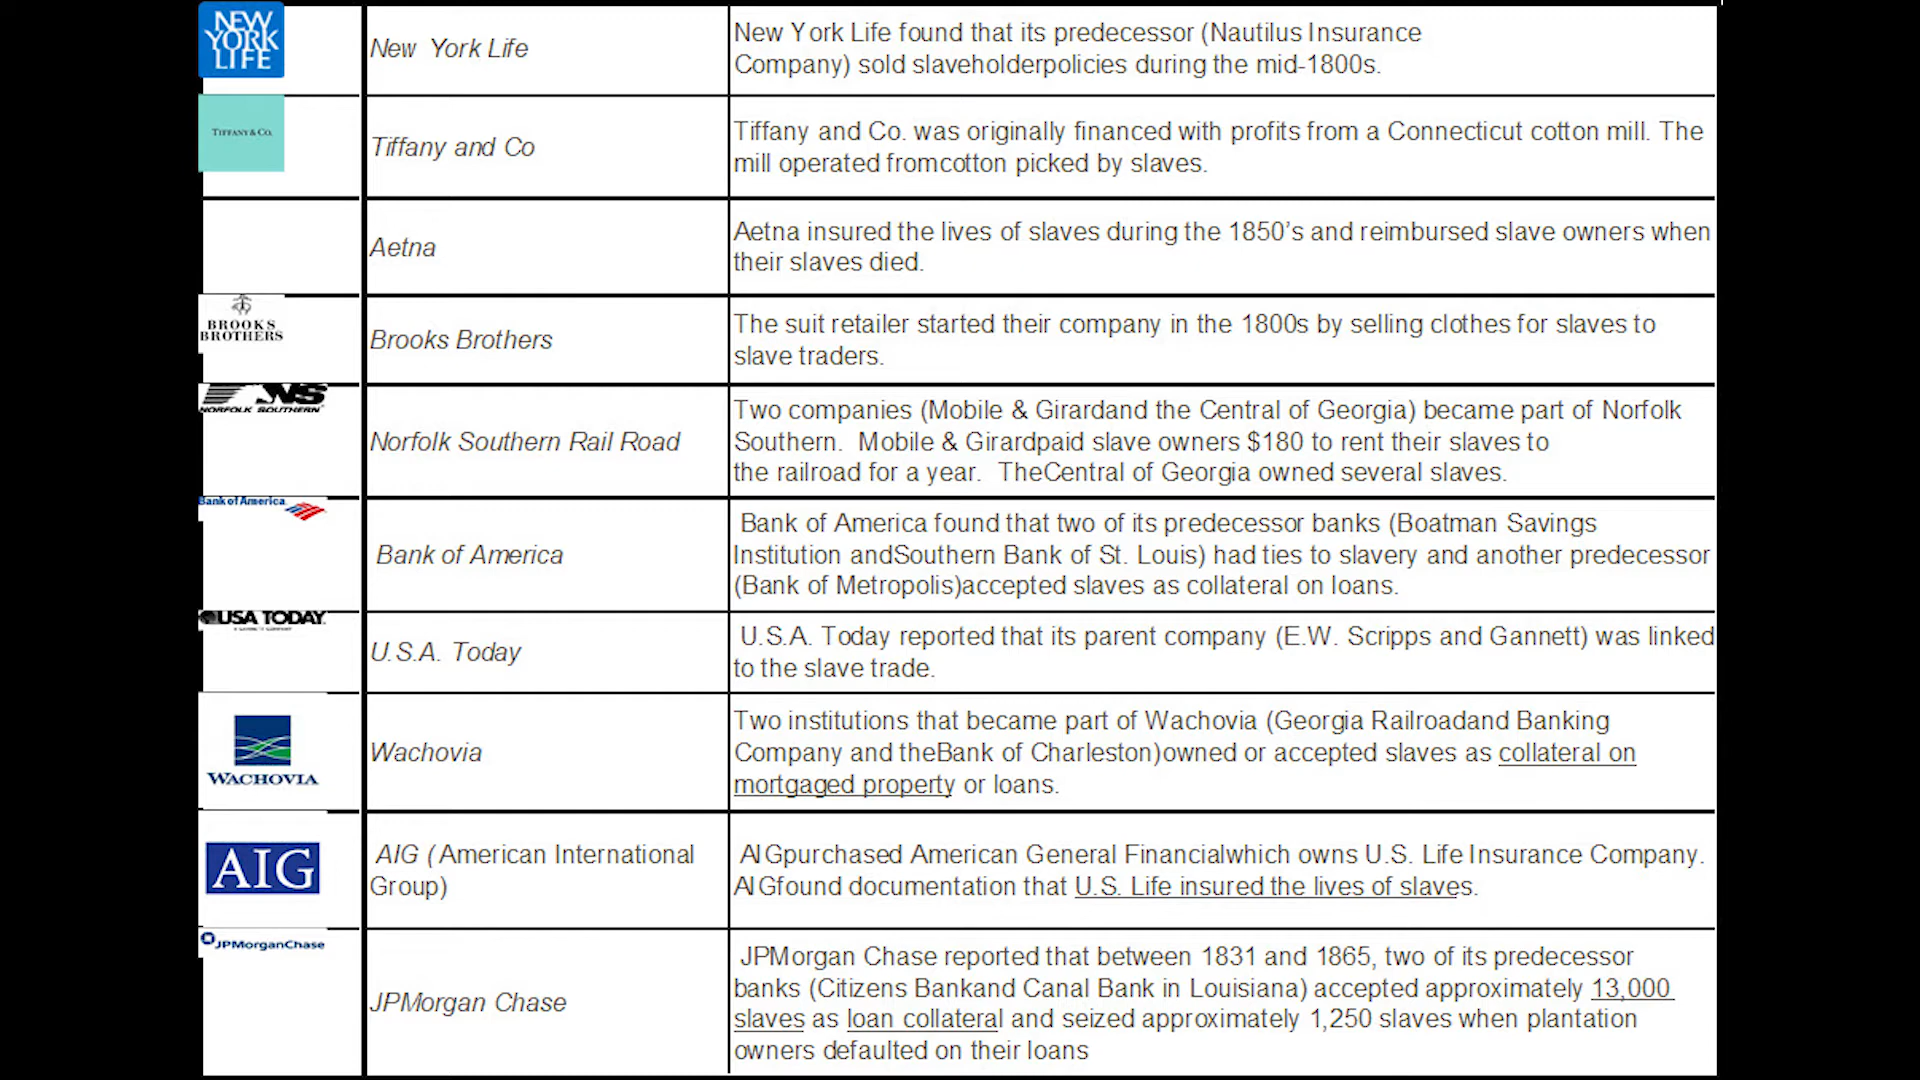 NEW
YORK
LIFE
New York Life
New York Life found that its predecessor (Nautilus Insurance
Company) sold slaveholderpolicies during the mid-1800s.
TIFFANY & CO.
Tiffany and Co
Tiffany and Co. was originally financed with profits from a Connecticut cotton mill. The
mill operated fromcotton picked by slaves.
Aetna
Aetna insured the lives of slaves during the 1850’s and reimbursed slave owners when
their slaves died.
BROOKS
BROTHERS
Brooks Brothers
The suit retailer started their company in the 1800s by selling clothes for slaves to
slave traders.
NS
NORFOLK SOUTHERN
Norfolk Southern Rail Road
Two companies (Mobile & Girardand the Central of Georgia) became part of Norfolk
Southern. Mobile & Girardpaid slave owners $180 to rent their slaves to
the railroad for a year. TheCentral of Georgia owned several slaves.
Bank of America
Bank of America
Bank of America found that two of its predecessor banks (Boatman Savings
Institution andSouthern Bank of St. Louis) had ties to slavery and another predecessor
(Bank of Metropolis)accepted slaves as collateral on loans.
USA TODAY
U.S.A. Today
U.S.A. Today reported that its parent company (E.W. Scripps and Gannett) was linked
to the slave trade.
WACHOVIA
Wachovia
Two institutions that became part of Wachovia (Georgia Railroadand Banking
Company and theBank of Charleston)owned or accepted slaves as collateral on
mortgaged property or loans.
AIG
AIG (American International
Group)
AIGpurchased American General Financialwhich owns U.S. Life Insurance Company.
AIGfound documentation that U.S. Life insured the lives of slaves.
JPMorganChase
JPMorgan Chase
JPMorgan Chase reported that between 1831 and 1865, two of its predecessor
banks (Citizens Bankand Canal Bank in Louisiana) accepted approximately 13,000
slaves as loan collateral and seized approximately 1,250 slaves when plantation
owners defaulted on their loans